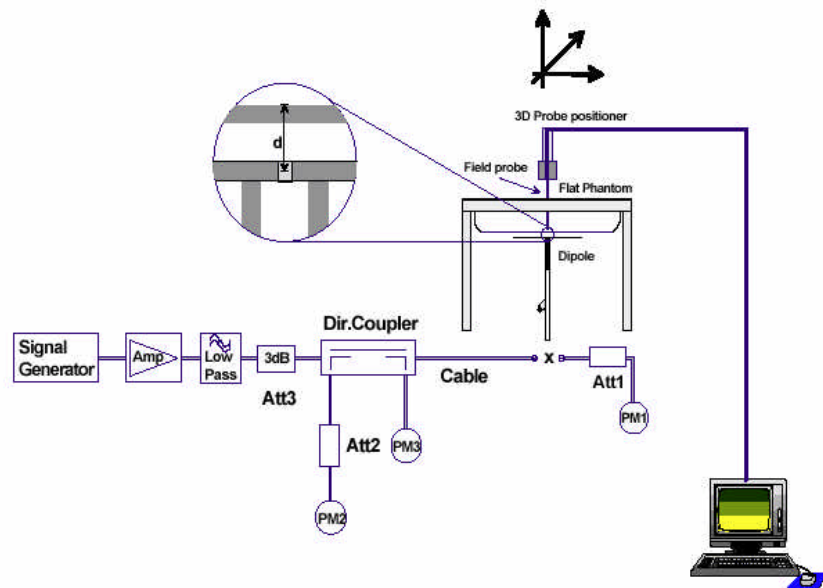 3D Probe positioner
d
Field probe
Flat Phantom
Dipole
Dir.Coupler
Signal
Generator
Amp
Low
Pass
3dB
Att3
Cable
x
Att1
PM1
Att2
PM3
PM2